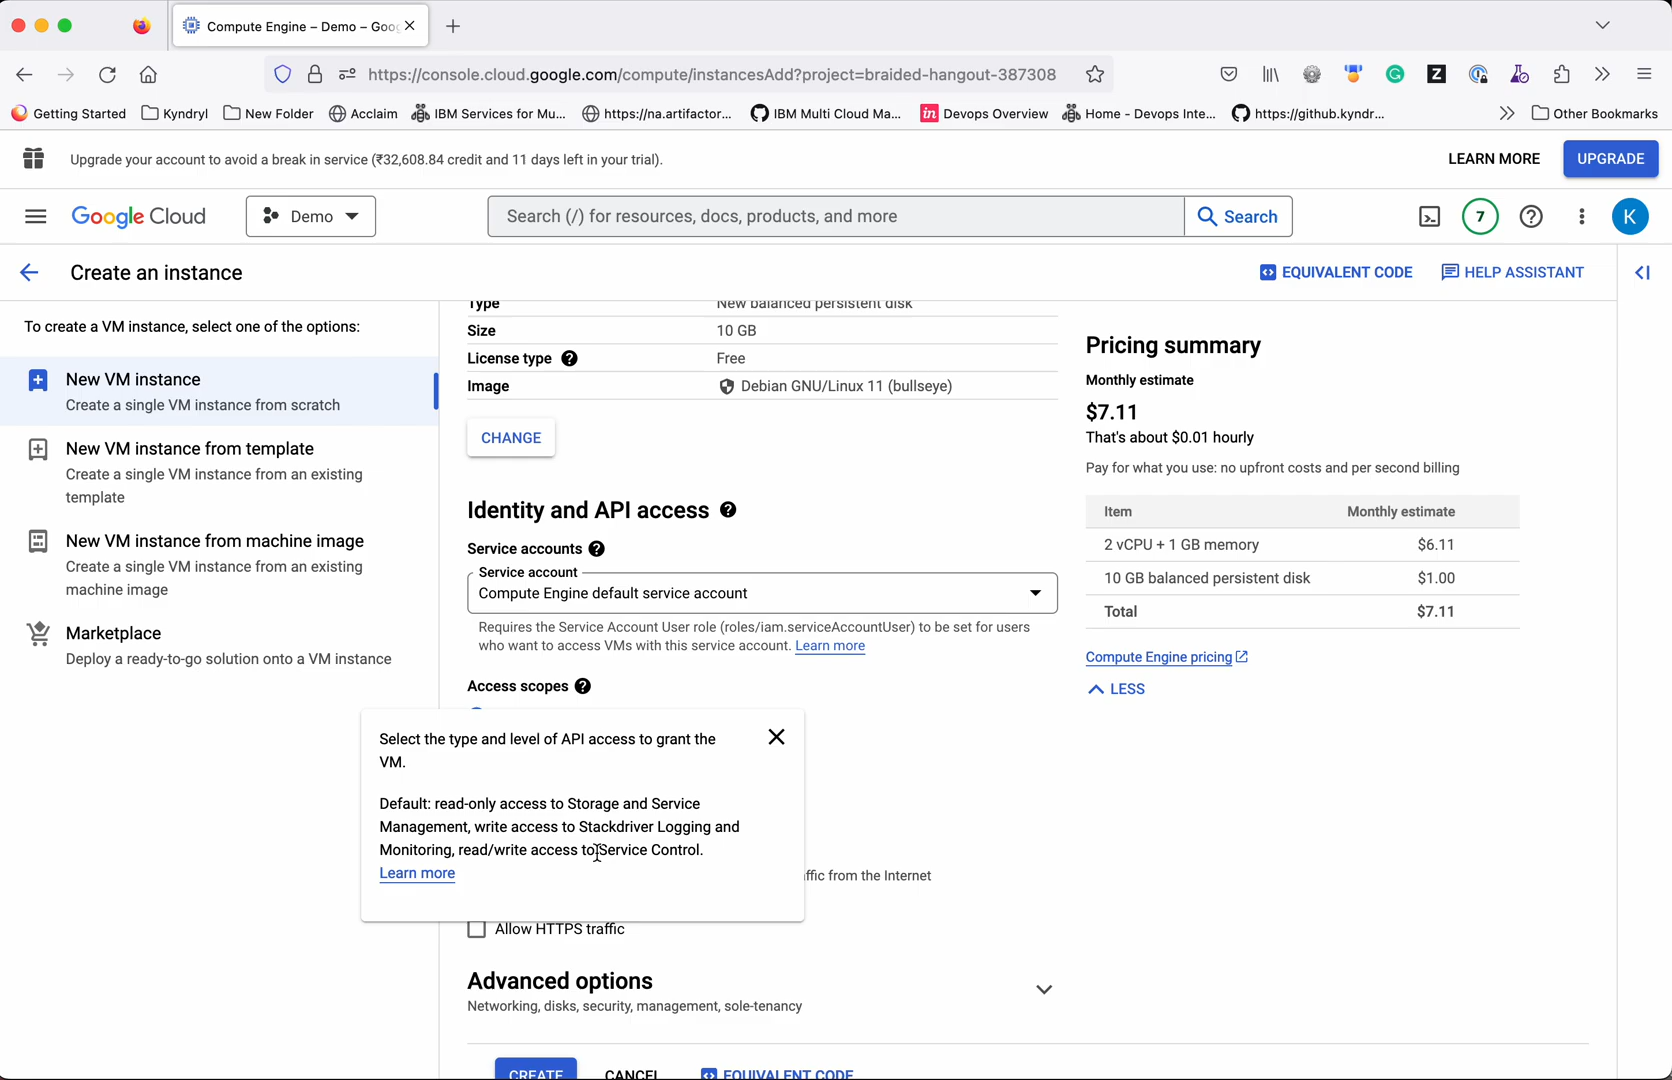 Compute Engine – Demo – Goo
https://console.cloud.google.com/compute/instancesAdd?project=braided-hangout-387308
Getting Started
Kyndryl
New Folder
Acclaim
IBM Services for Mu...
https://na.artifactor...
IBM Multi Cloud Ma...
in
Devops Overview
Home - Devops Inte...
https://github.kyndr...
Other Bookmarks
Upgrade your account to avoid a break in service (₹32,608.84 credit and 11 days left in your trial).
LEARN MORE
UPGRADE
Google Cloud
Demo
Search (/) for resources, docs, products, and more
Search
7
K
Create an instance
EQUIVALENT CODE
HELP ASSISTANT
To create a VM instance, select one of the options:
New VM instance
Create a single VM instance from scratch
New VM instance from template
Create a single VM instance from an existing
template
New VM instance from machine image
Create a single VM instance from an existing
machine image
Marketplace
Deploy a ready-to-go solution onto a VM instance
Type New balanced persistent disk
Size 10 GB
License type Free
Image Debian GNU/Linux 11 (bullseye)
CHANGE
Identity and API access
Service accounts
Service account
Compute Engine default service account
Requires the Service Account User role (roles/iam.serviceAccountUser) to be set for users
who want to access VMs with this service account. Learn more
Access scopes
Select the type and level of API access to grant the
VM.
Default: read-only access to Storage and Service
Management, write access to Stackdriver Logging and
Monitoring, read/write access to Service Control.
Learn more
ffic from the Internet
Allow HTTPS traffic
Advanced options
Networking, disks, security, management, sole-tenancy
CREATE
CANCEL
EQUIVALENT CODE
Pricing summary
Monthly estimate
$7.11
That's about $0.01 hourly
Pay for what you use: no upfront costs and per second billing
Item Monthly estimate
2 vCPU + 1 GB memory $6.11
10 GB balanced persistent disk $1.00
Total $7.11
Compute Engine pricing
LESS